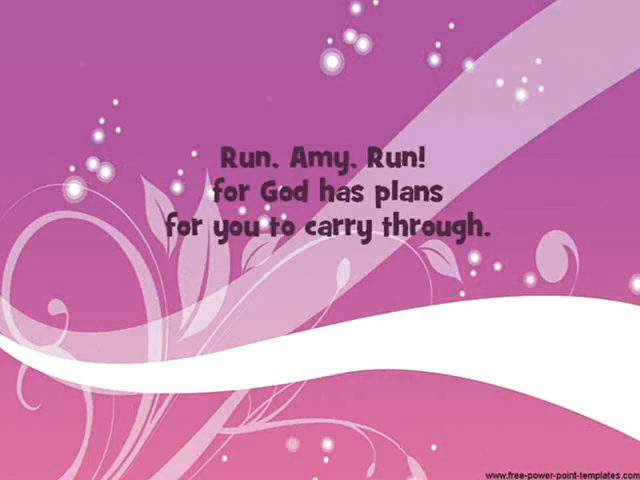 Run, Amy, Run!
for God has plans
for you to carry through.
www.free-power-point-templates.com